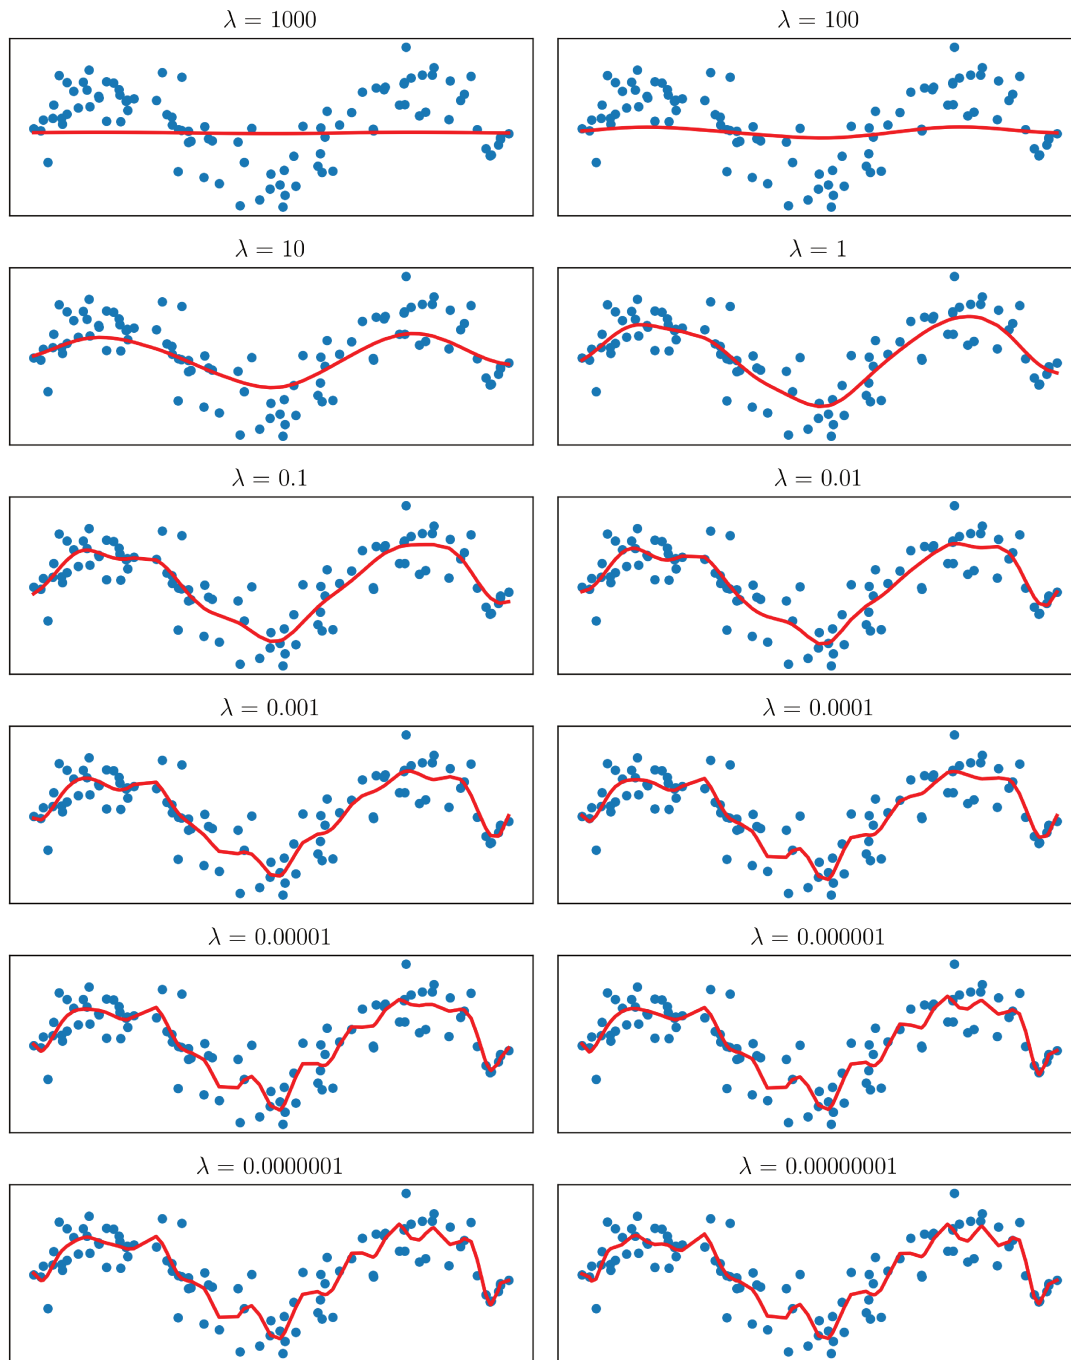 λ = 1000
λ = 100
λ = 10
λ = 1
λ = 0.1
λ = 0.01
λ = 0.001
λ = 0.0001
λ = 0.00001
λ = 0.000001
λ = 0.0000001
λ = 0.00000001